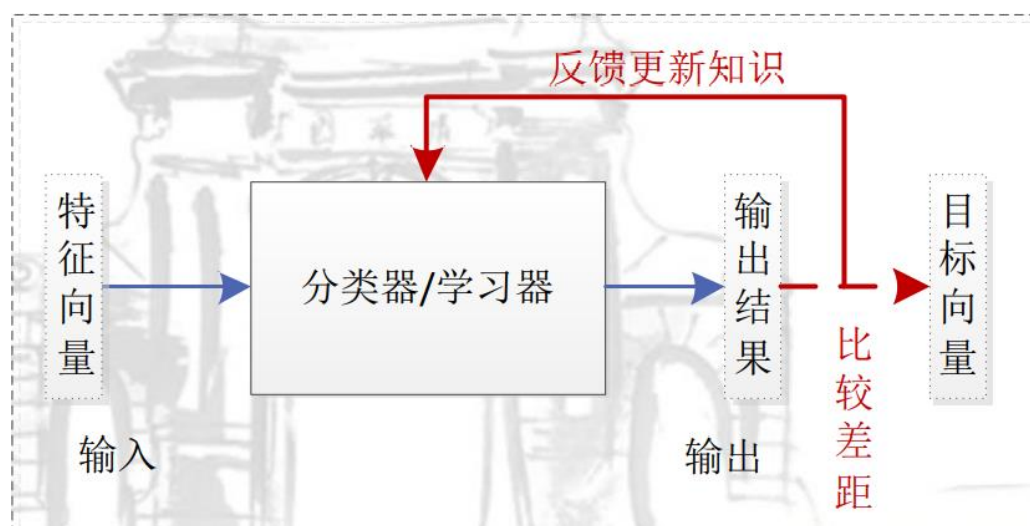 反馈更新知识
特征向量
分类器/学习器
输出结果
目标向量
比较差距
输入
输出